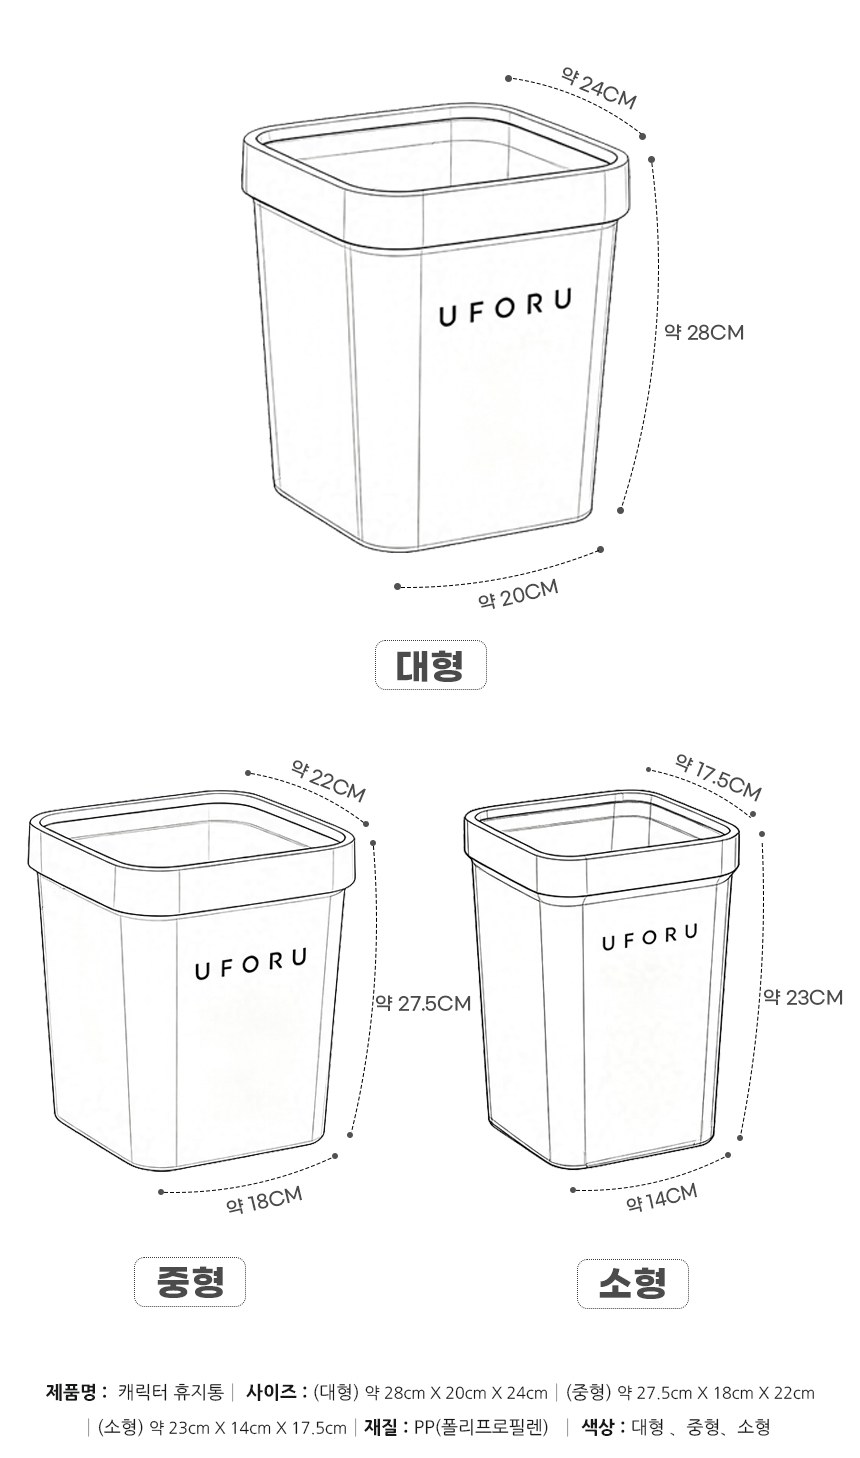 약 24CM
UFORU
약 28CM
약 20CM
대형
약 22CM
약 17.5CM
UFORU
UFORU
약 27.5CM
약 23CM
약 18CM
약 14CM
중형
소형
제품명 : 캐릭터 휴지통 | 사이즈 : (대형) 약 28cm X 20cm X 24cm | (중형) 약 27.5cm X 18cm X 22cm
| (소형) 약 23cm X 14cm X 17.5cm | 재질 : PP(폴리프로필렌) | 색상 : 대형 、중형、소형